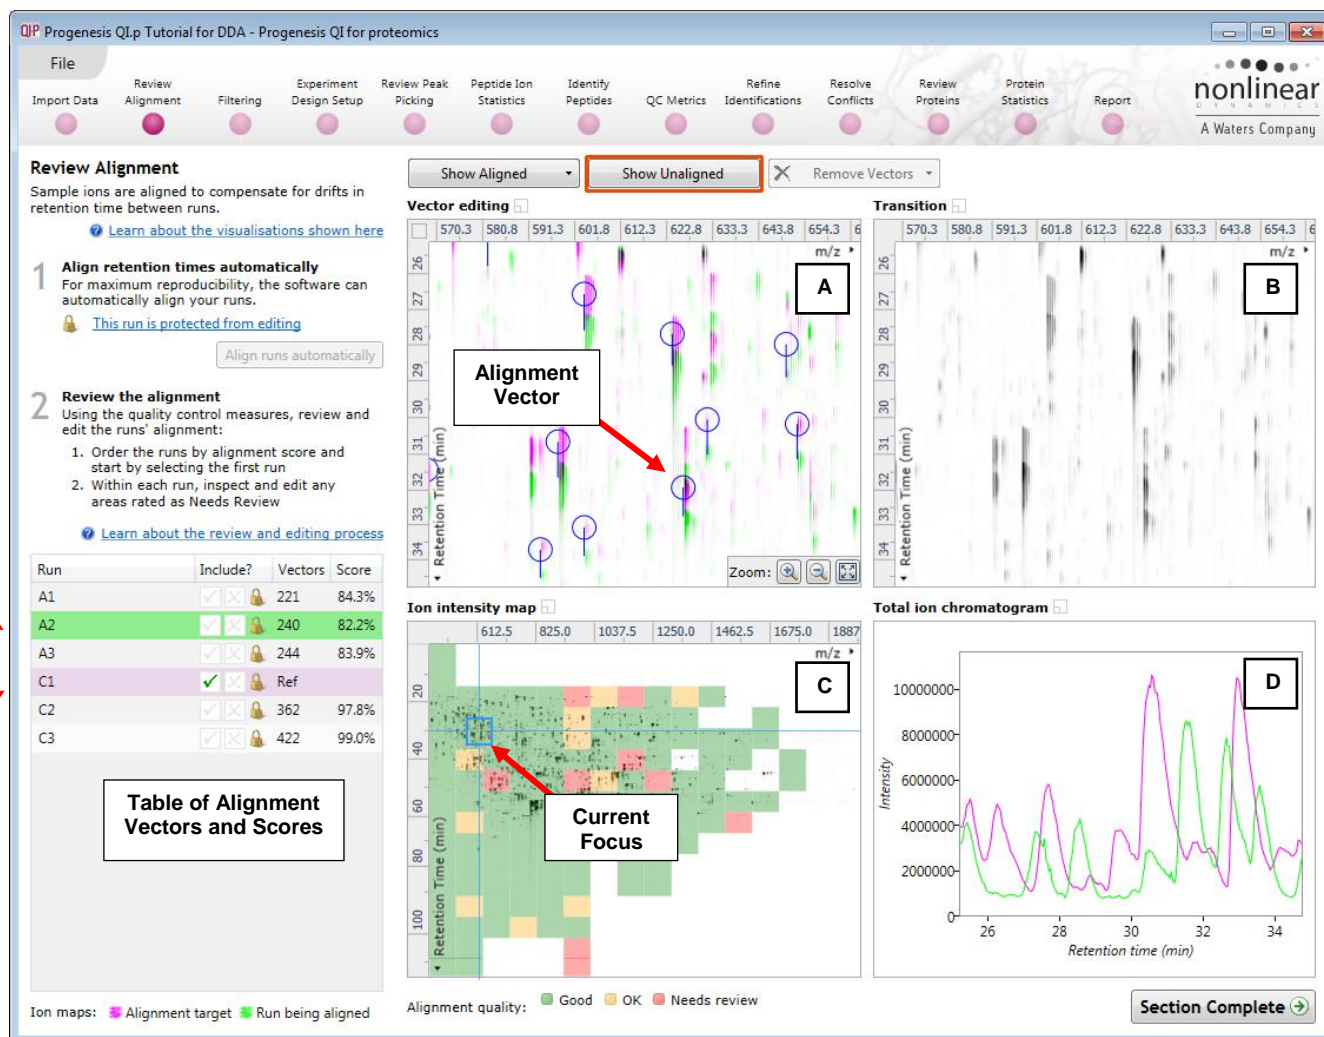 QIP Progenesis QI.p Tutorial for DDA - Progenesis QI for proteomics
File
Import Data
Review Alignment
Filtering
Experiment Design Setup
Review Peak Picking
Peptide Ion Statistics
Identify Peptides
QC Metrics
Refine Identifications
Resolve Conflicts
Review Proteins
Protein Statistics
Report
nonlinear
DYNAMICS
A Waters Company
Review Alignment
Sample ions are aligned to compensate for drifts in
retention time between runs.
Learn about the visualisations shown here
1 Align retention times automatically
For maximum reproducibility, the software can
automatically align your runs.
This run is protected from editing
Align runs automatically
2 Review the alignment
Using the quality control measures, review and
edit the runs' alignment:
1. Order the runs by alignment score and
start by selecting the first run
2. Within each run, inspect and edit any
areas rated as Needs Review
Learn about the review and editing process
Run Include? Vectors Score
A1 221 84.3%
A2 240 82.2%
A3 244 83.9%
C1 Ref
C2 362 97.8%
C3 422 99.0%
Table of Alignment
Vectors and Scores
Ion maps: Alignment target Run being aligned
Show Aligned
Show Unaligned
Remove Vectors
Vector editing
570.3 580.8 591.3 601.8 612.3 622.8 633.3 643.8 654.3 6
m/z
A
26
27
28
29
30
31
32
33
34
Retention Time (min)
Alignment
Vector
Zoom:
Transition
570.3 580.8 591.3 601.8 612.3 622.8 633.3 643.8 654.3 6
m/z
B
26
27
28
29
30
31
32
33
34
Retention Time (min)
Ion intensity map
612.5 825.0 1037.5 1250.0 1462.5 1675.0 1887
m/z
C
20
40
60
80
100
Retention Time (min)
Current
Focus
Alignment quality: Good OK Needs review
Total ion chromatogram
D
10000000
8000000
6000000
4000000
2000000
0
Intensity
26 28 30 32 34
Retention time (min)
Section Complete